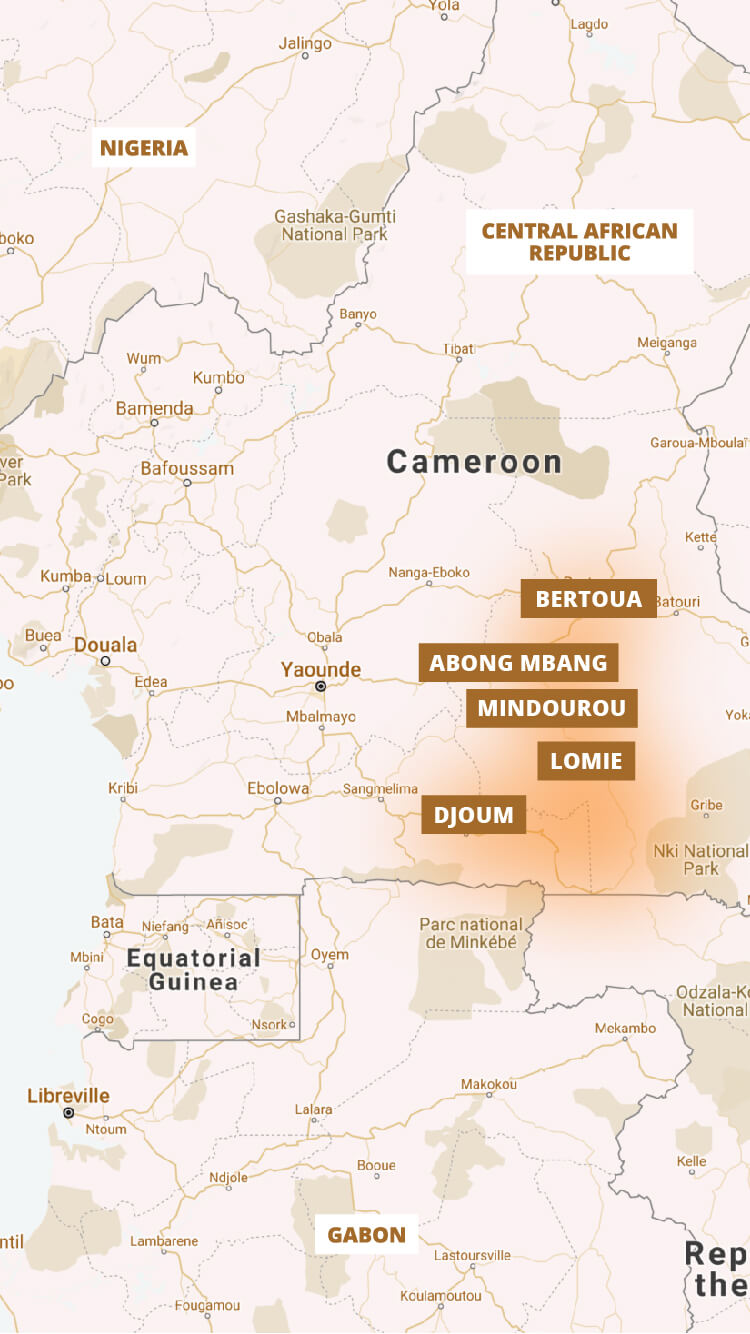 Yola
Lagdo
Jalingo
NIGERIA
Gashaka-Gumti
National Park
CENTRAL AFRICAN
REPUBLIC
boko
Banyo
Tibati
Meiganga
Wum
Kumbo
Bamenda
Garoua-Mboulaï
Cameroon
ver
Park
Bafoussam
Kette
Nanga-Eboko
Kumba
Loum
BERTOUA
Batouri
Buea
Douala
Obala
ABONG MBANG
Yaounde
Edea
MINDOUROU
Mbalmayo
Yok
LOMIE
Kribi
Ebolowa
Sangmelima
DJOUM
Gribe
Nki National
Park
Bata
Niefang
Añisoc
Parc national
de Minkébé
Mbini
Equatorial
Guinea
Oyem
Odzala-Ko
National
Cogo
Nsork
Mekambo
Libreville
Makokou
Ntoum
Lalara
Booue
Kelle
Ndjole
GABON
Lambarene
ntil
Lastoursville
Rep
the
Koulamoutou
Fougamou